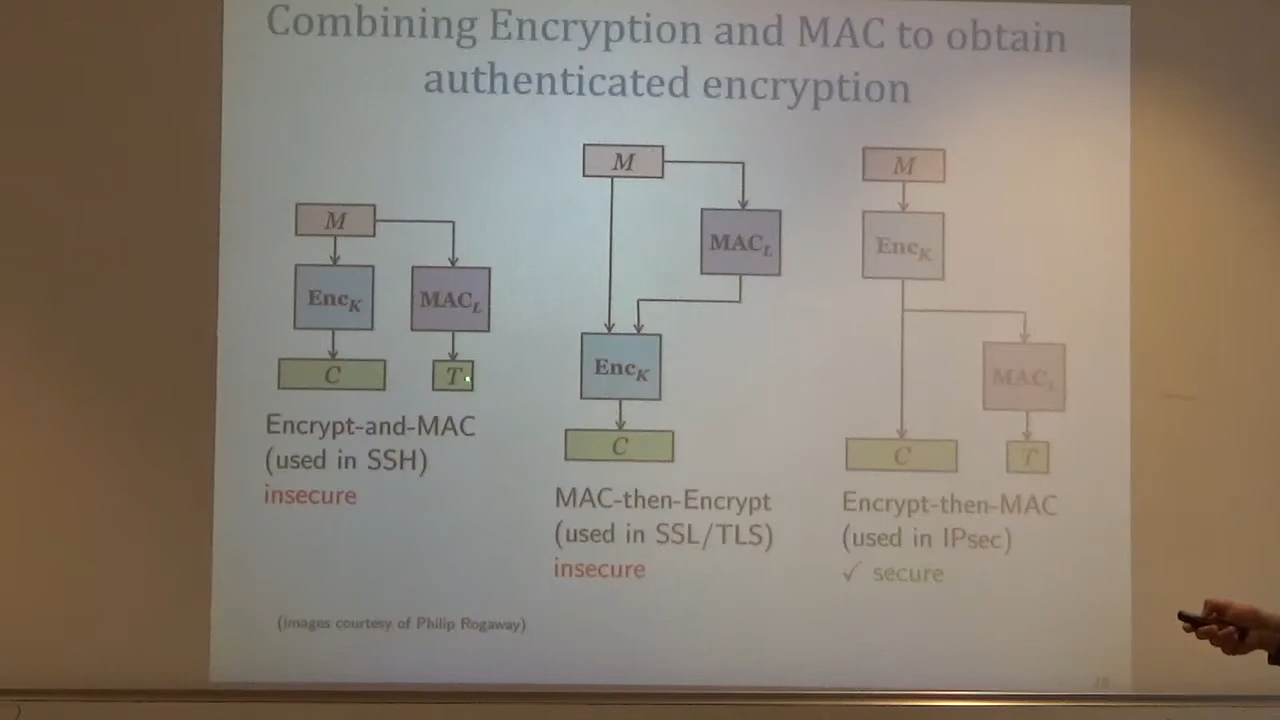 Combining Encryption and MAC to obtain
authenticated encryption
M
Enc_K
MAC_L
C
T
Encrypt-and-MAC
(used in SSH)
insecure
M
MAC_L
Enc_K
C
MAC-then-Encrypt
(used in SSL/TLS)
insecure
M
Enc_K
MAC_L
C
T
Encrypt-then-MAC
(used in IPsec)
✓ secure
(images courtesy of Philip Rogaway)